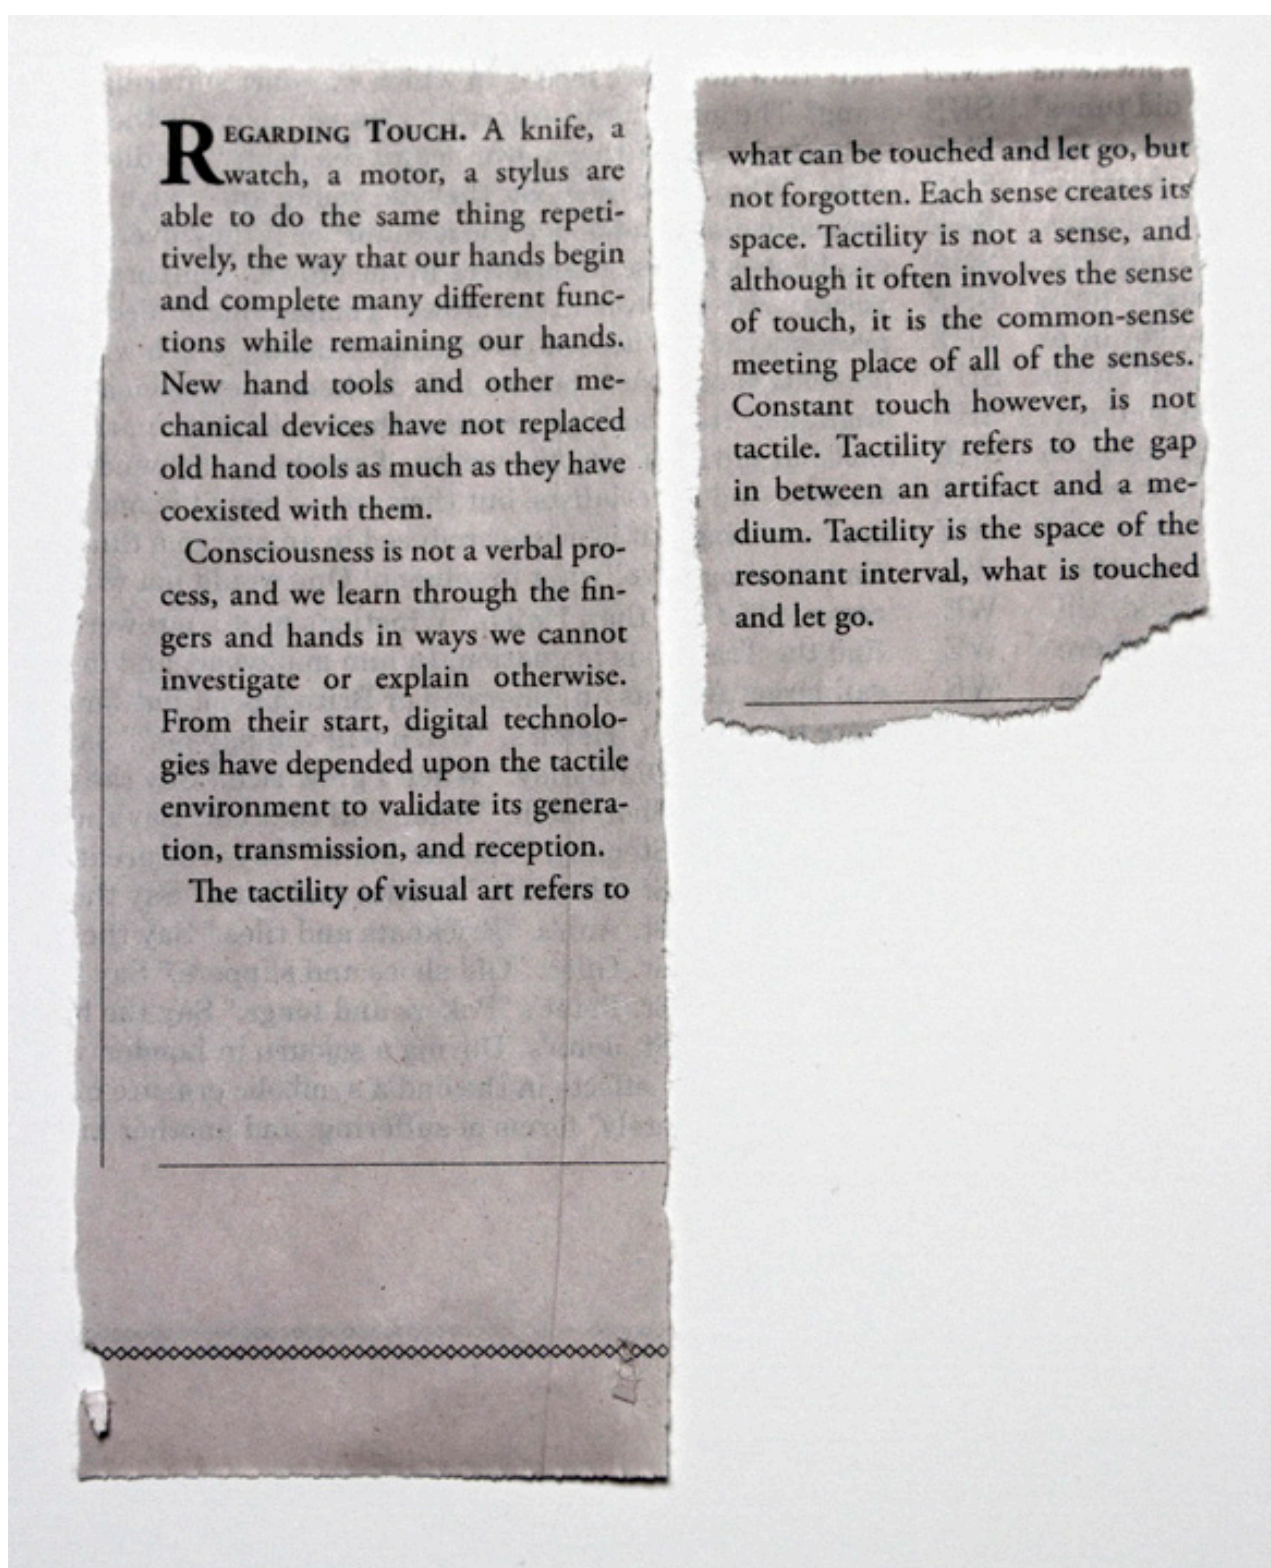 REGARDING TOUCH. A knife, a
watch, a motor, a stylus are
able to do the same thing repeti-
tively, the way that our hands begin
and complete many different func-
tions while remaining our hands.
New hand tools and other me-
chanical devices have not replaced
old hand tools as much as they have
coexisted with them.
Consciousness is not a verbal pro-
cess, and we learn through the fin-
gers and hands in ways we cannot
investigate or explain otherwise.
From their start, digital technolo-
gies have depended upon the tactile
environment to validate its genera-
tion, transmission, and reception.
The tactility of visual art refers to
what can be touched and let go, but
not forgotten. Each sense creates its
space. Tactility is not a sense, and
although it often involves the sense
of touch, it is the common-sense
meeting place of all of the senses.
Constant touch however, is not
tactile. Tactility refers to the gap
in between an artifact and a me-
dium. Tactility is the space of the
resonant interval, what is touched
and let go.